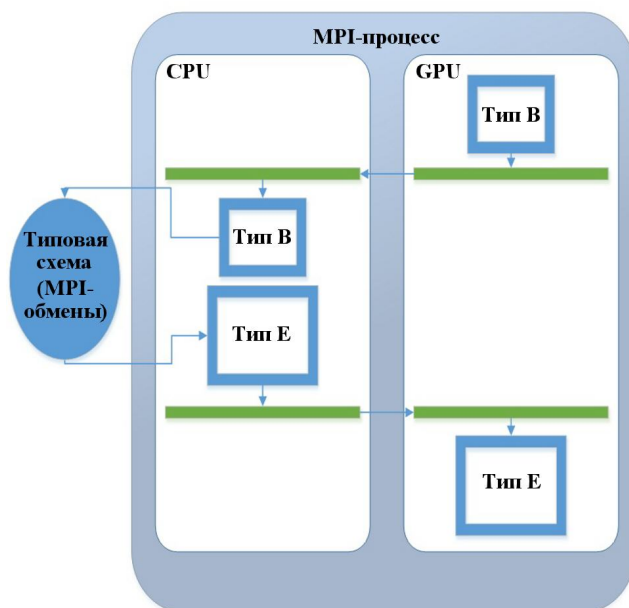 MPI-процесс
CPU
GPU
Тип B
Тип B
Типовая
схема
(MPI-
обмены)
Тип E
Тип E